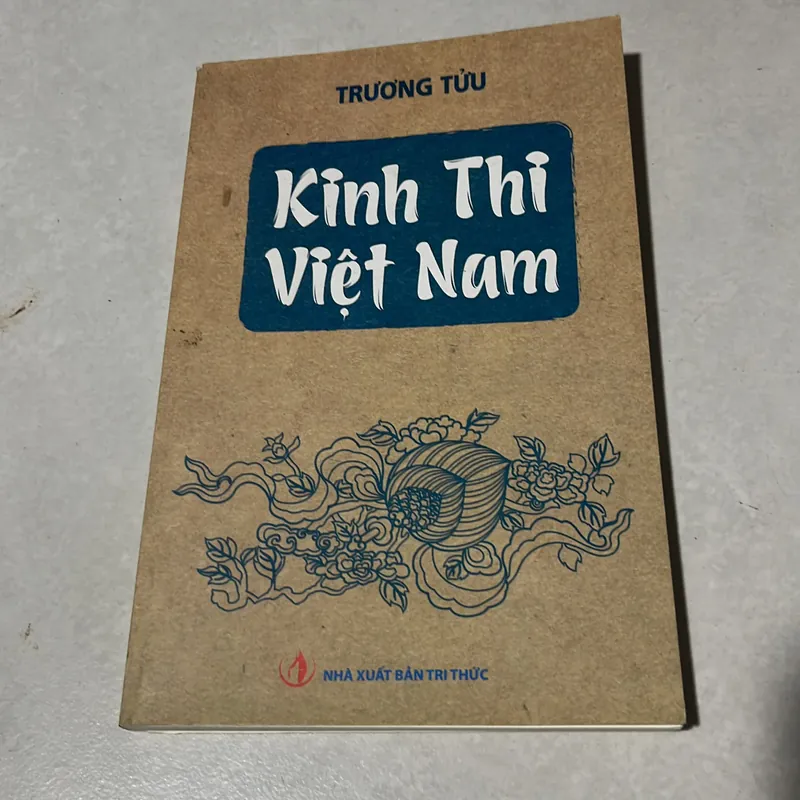 TRƯƠNG TỬU
Kinh Thi
Việt Nam
NHÀ XUẤT BẢN TRI THỨC